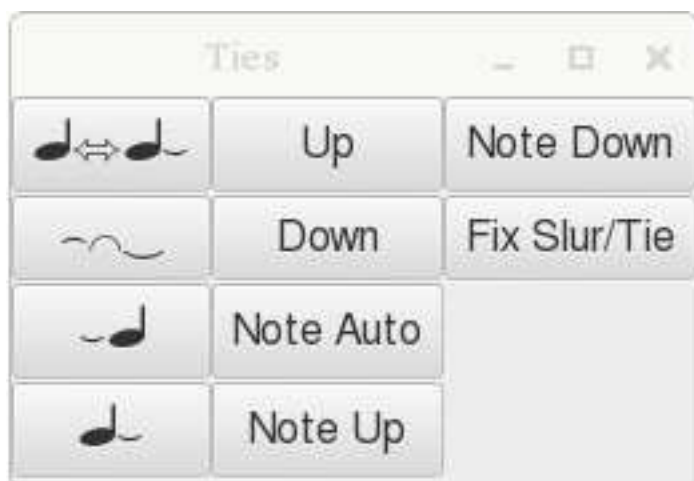 Ties
Up
Note Down
Down
Fix Slur/Tie
Note Auto
Note Up